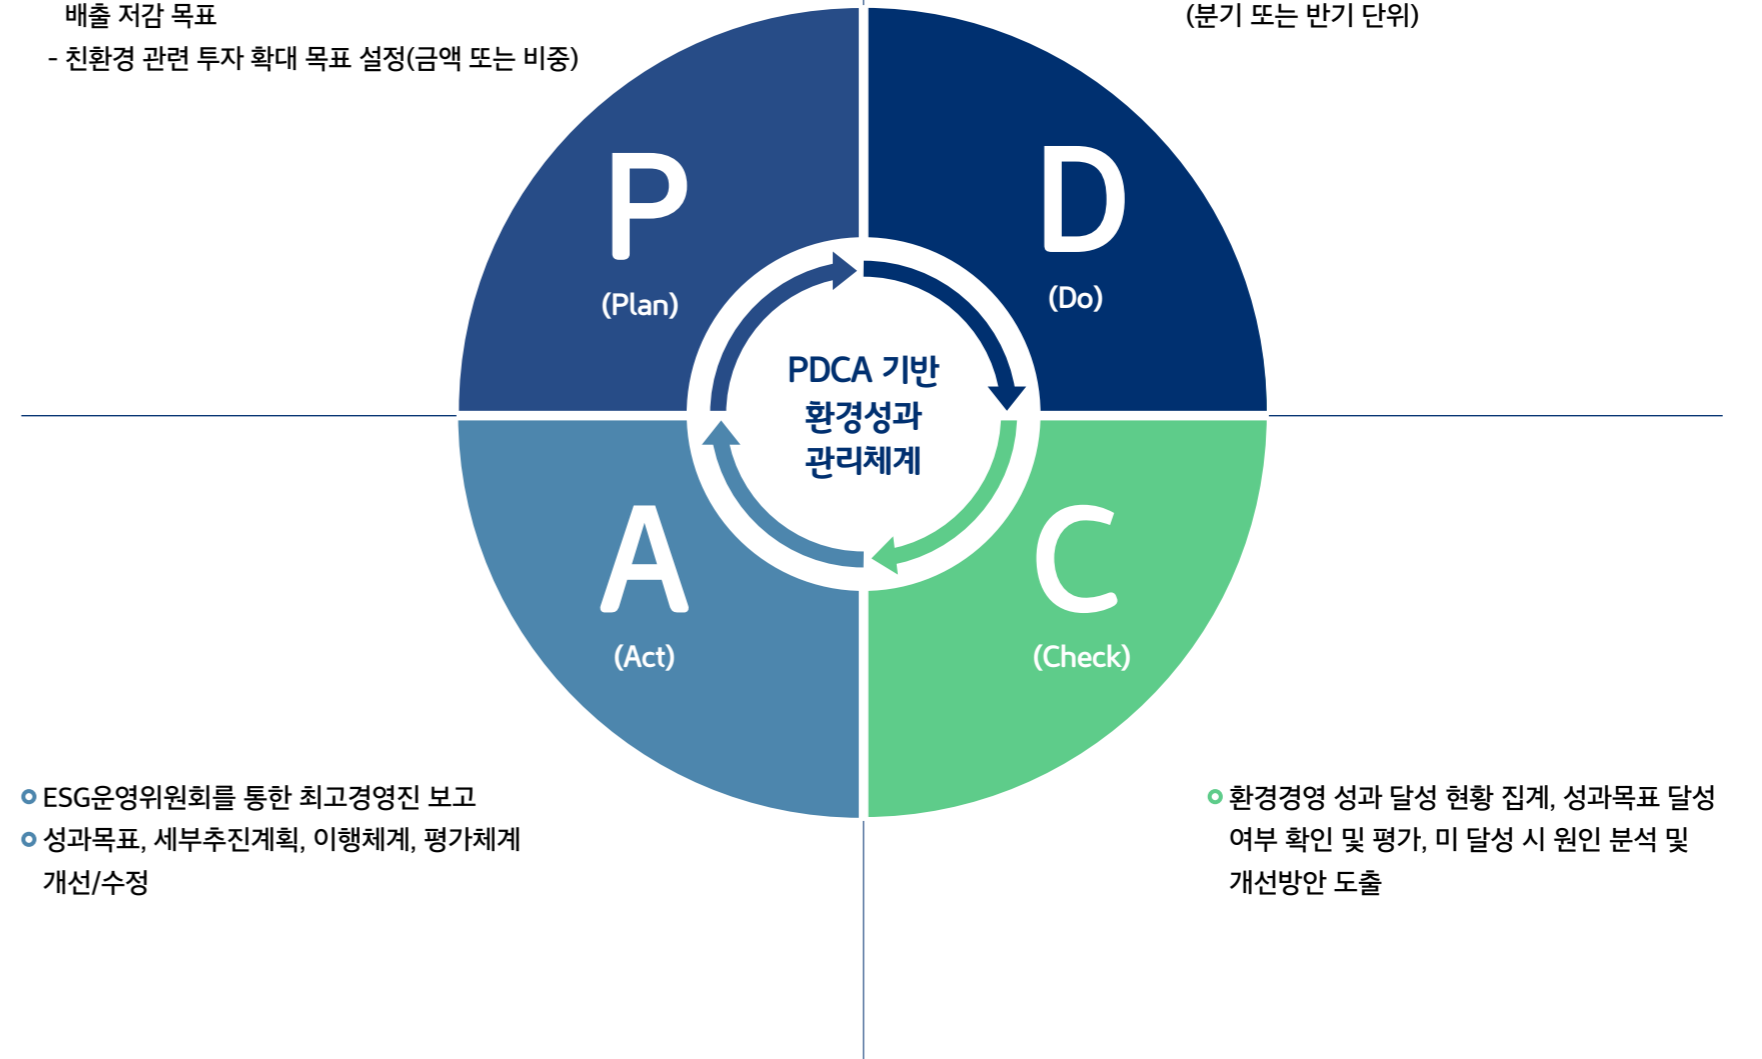 배출 저감 목표
- 친환경 관련 투자 확대 목표 설정(금액 또는 비중)
(분기 또는 반기 단위)
P
(Plan)
D
(Do)
PDCA 기반
환경성과
관리체계
A
(Act)
C
(Check)
ESG운영위원회를 통한 최고경영진 보고
성과목표, 세부추진계획, 이행체계, 평가체계
개선/수정
환경경영 성과 달성 현황 집계, 성과목표 달성
여부 확인 및 평가, 미 달성 시 원인 분석 및
개선방안 도출